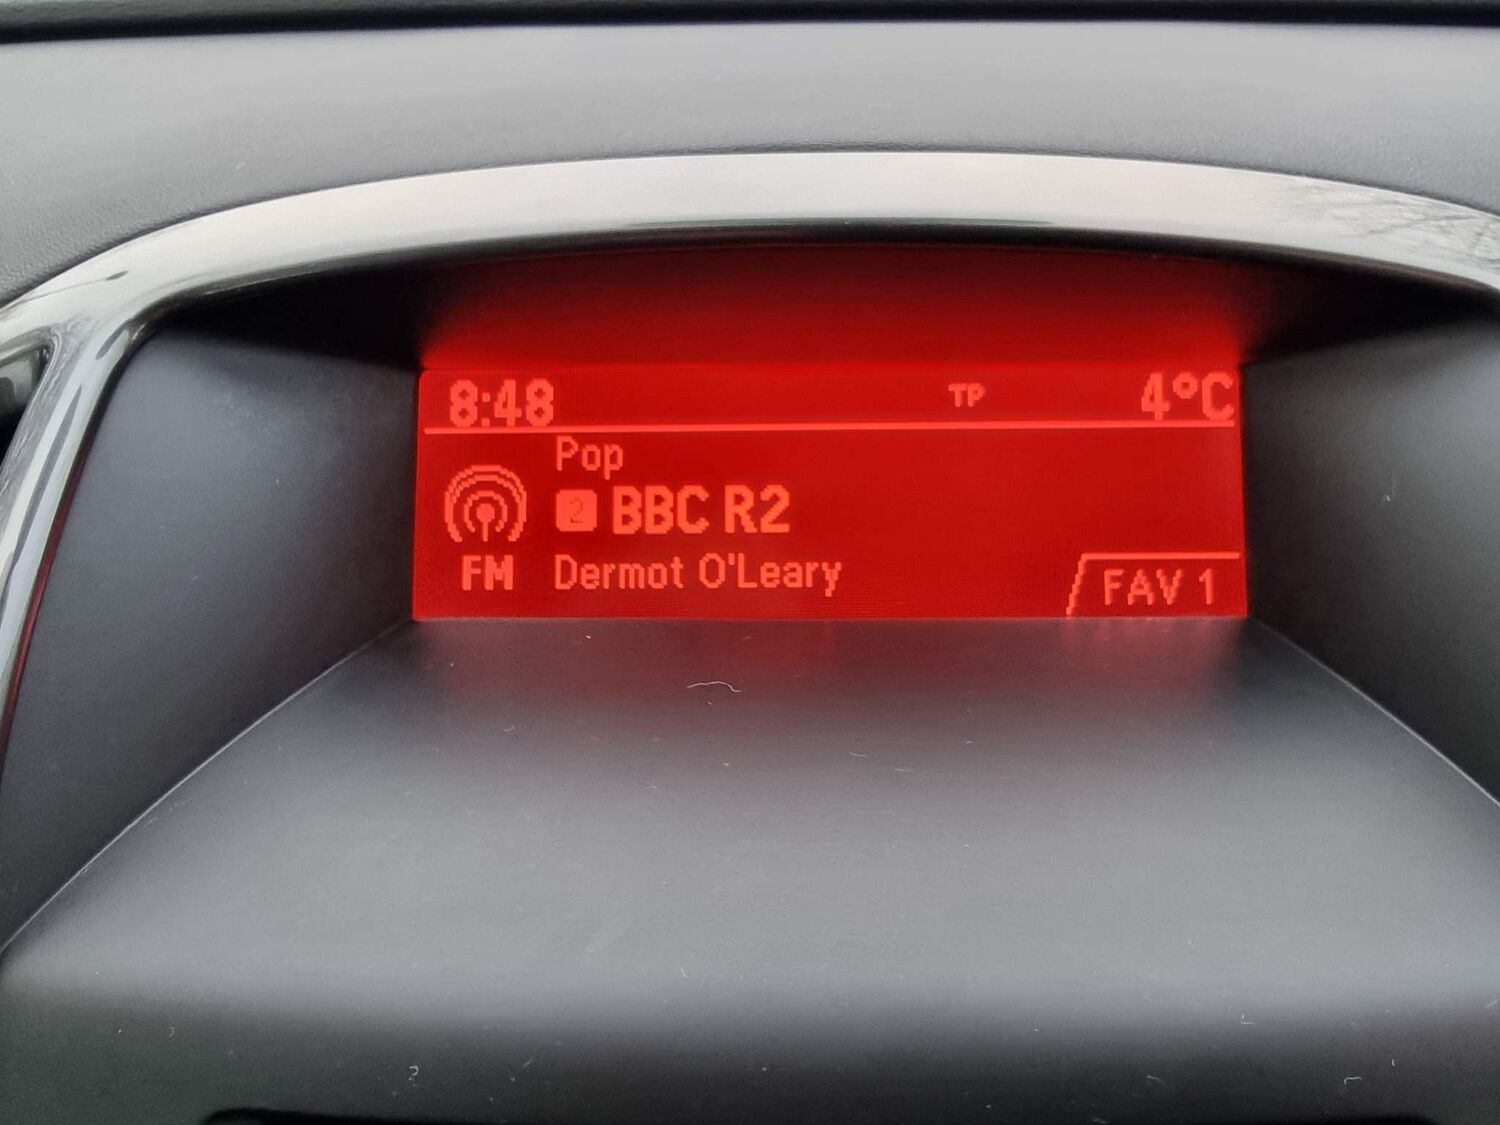 8:48 TP 4°C
Pop
2 BBC R2
FM Dermot O'Leary
FAV 1